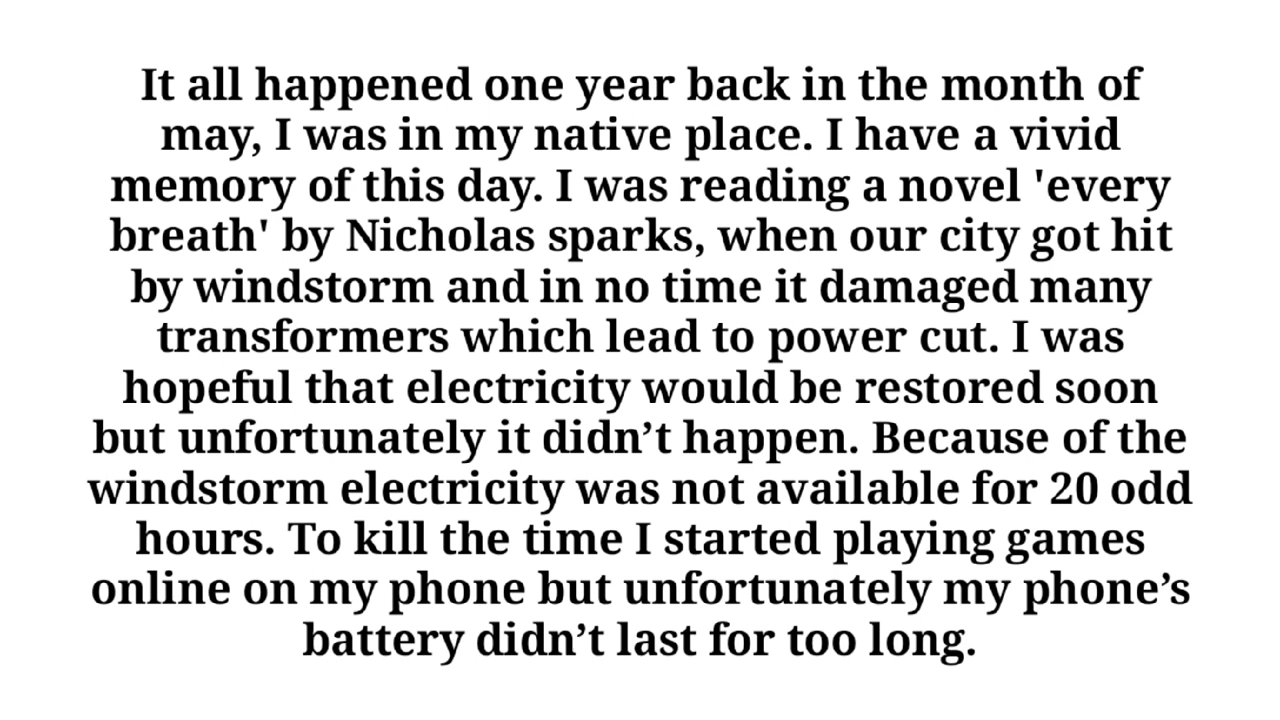 It all happened one year back in the month of
may, I was in my native place. I have a vivid
memory of this day. I was reading a novel 'every
breath' by Nicholas sparks, when our city got hit
by windstorm and in no time it damaged many
transformers which lead to power cut. I was
hopeful that electricity would be restored soon
but unfortunately it didn’t happen. Because of the
windstorm electricity was not available for 20 odd
hours. To kill the time I started playing games
online on my phone but unfortunately my phone’s
battery didn’t last for too long.